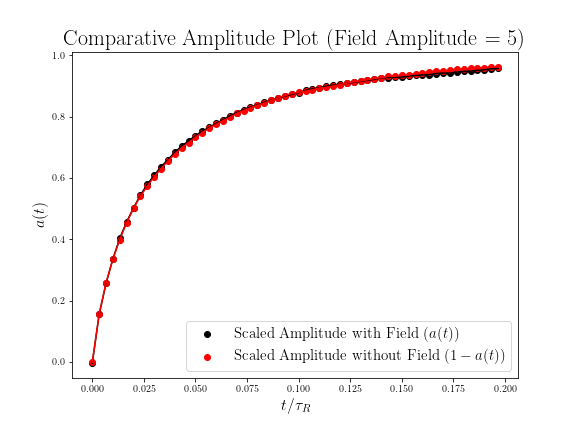 Comparative Amplitude Plot (Field Amplitude = 5)
1.0
0.8
0.6
0.4
0.2
0.0
a(t)
Scaled Amplitude with Field (a(t))
Scaled Amplitude without Field (1 − a(t))
0.000 0.025 0.050 0.075 0.100 0.125 0.150 0.175 0.200
t/τ_R